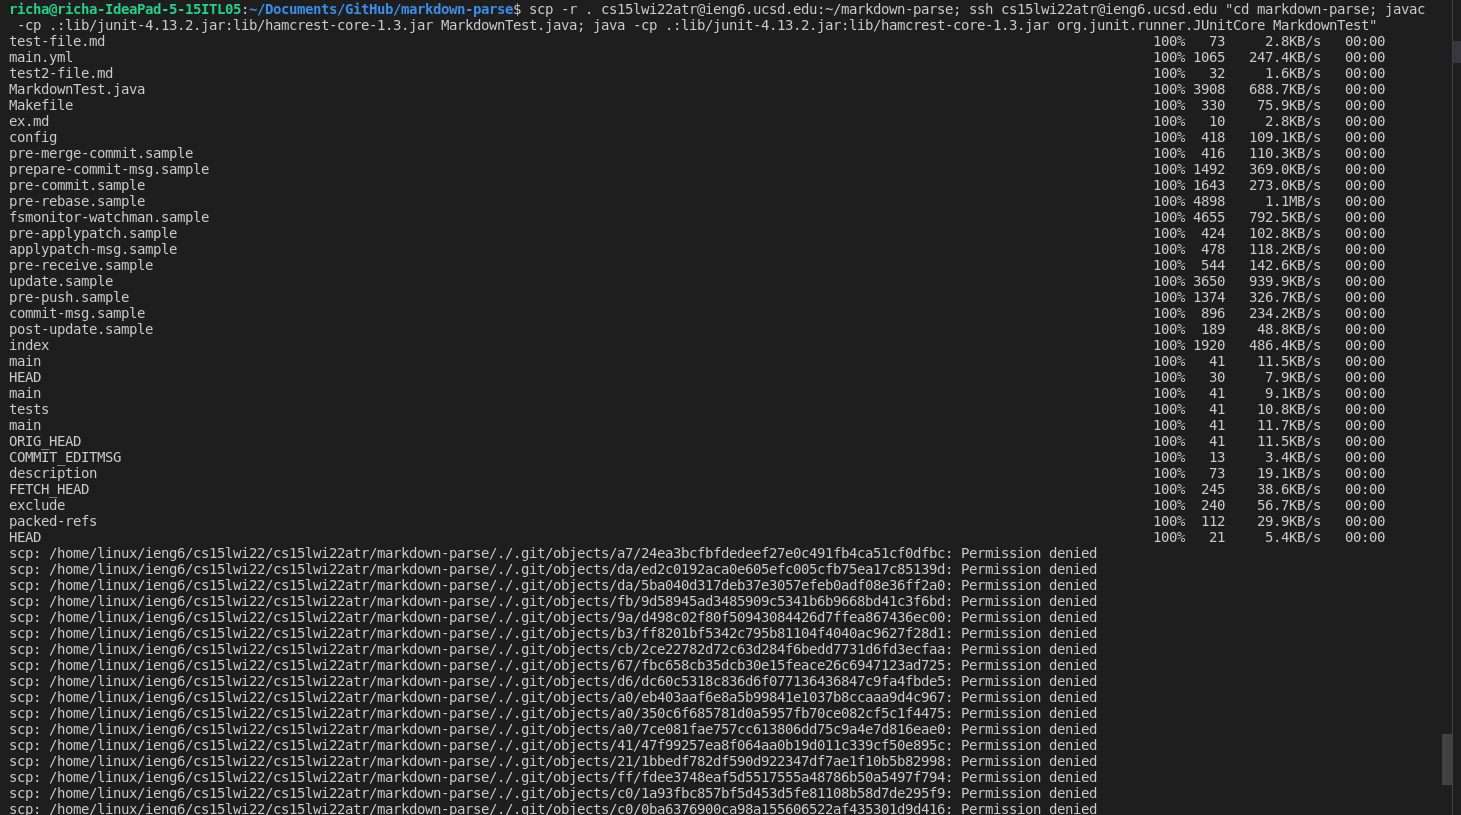 richa@richa-IdeaPad-5-15ITL05:~/Documents/GitHub/markdown-parse$ scp -r . cs15lwi22atr@ieng6.ucsd.edu:~/markdown-parse; ssh cs15lwi22atr@ieng6.ucsd.edu "cd markdown-parse; javac
-cp .:lib/junit-4.13.2.jar:lib/hamcrest-core-1.3.jar MarkdownTest.java; java -cp .:lib/junit-4.13.2.jar:lib/hamcrest-core-1.3.jar org.junit.runner.JUnitCore MarkdownTest"
test-file.md 100% 73 2.8KB/s 00:00
main.yml 100% 1065 247.4KB/s 00:00
test2-file.md 100% 32 1.6KB/s 00:00
MarkdownTest.java 100% 3908 688.7KB/s 00:00
Makefile 100% 330 75.9KB/s 00:00
ex.md 100% 10 2.8KB/s 00:00
config 100% 418 109.1KB/s 00:00
pre-merge-commit.sample 100% 416 110.3KB/s 00:00
prepare-commit-msg.sample 100% 1492 369.0KB/s 00:00
pre-commit.sample 100% 1643 273.0KB/s 00:00
pre-rebase.sample 100% 4898 1.1MB/s 00:00
fsmonitor-watchman.sample 100% 4655 792.5KB/s 00:00
pre-applypatch.sample 100% 424 102.8KB/s 00:00
applypatch-msg.sample 100% 478 118.2KB/s 00:00
pre-receive.sample 100% 544 142.6KB/s 00:00
update.sample 100% 3650 939.9KB/s 00:00
pre-push.sample 100% 1374 326.7KB/s 00:00
commit-msg.sample 100% 896 234.2KB/s 00:00
post-update.sample 100% 189 48.8KB/s 00:00
index 100% 1920 486.4KB/s 00:00
main 100% 41 11.5KB/s 00:00
HEAD 100% 30 7.9KB/s 00:00
main 100% 41 9.1KB/s 00:00
tests 100% 41 10.8KB/s 00:00
main 100% 41 11.7KB/s 00:00
ORIG_HEAD 100% 41 11.5KB/s 00:00
COMMIT_EDITMSG 100% 13 3.4KB/s 00:00
description 100% 73 19.1KB/s 00:00
FETCH_HEAD 100% 245 38.6KB/s 00:00
exclude 100% 240 56.7KB/s 00:00
packed-refs 100% 112 29.9KB/s 00:00
HEAD 100% 21 5.4KB/s 00:00
scp: /home/linux/ieng6/cs15lwi22/cs15lwi22atr/markdown-parse/./.git/objects/a7/24ea3bcfbfdedeef27e0c491fb4ca51cf0dfbc: Permission denied
scp: /home/linux/ieng6/cs15lwi22/cs15lwi22atr/markdown-parse/./.git/objects/da/ed2c0192aca0e605efc005cfb75ea17c85139d: Permission denied
scp: /home/linux/ieng6/cs15lwi22/cs15lwi22atr/markdown-parse/./.git/objects/da/5ba040d317deb37e3057efeb0adf08e36ff2a0: Permission denied
scp: /home/linux/ieng6/cs15lwi22/cs15lwi22atr/markdown-parse/./.git/objects/fb/9d58945ad3485909c5341b6b9668bd41c3f6bd: Permission denied
scp: /home/linux/ieng6/cs15lwi22/cs15lwi22atr/markdown-parse/./.git/objects/9a/d498c02f80f50943084426d7ffea867436ec00: Permission denied
scp: /home/linux/ieng6/cs15lwi22/cs15lwi22atr/markdown-parse/./.git/objects/b3/ff8201bf5342c795b81104f4040ac9627f28d1: Permission denied
scp: /home/linux/ieng6/cs15lwi22/cs15lwi22atr/markdown-parse/./.git/objects/cb/2ce22782d72c63d284f6bedd7731d6fd3ecfaa: Permission denied
scp: /home/linux/ieng6/cs15lwi22/cs15lwi22atr/markdown-parse/./.git/objects/67/fbc658cb35dcb30e15feace26c6947123ad725: Permission denied
scp: /home/linux/ieng6/cs15lwi22/cs15lwi22atr/markdown-parse/./.git/objects/d6/dc60c5318c836d6f077136436847c9fa4fbde5: Permission denied
scp: /home/linux/ieng6/cs15lwi22/cs15lwi22atr/markdown-parse/./.git/objects/a0/eb403aaf6e8a5b99841e1037b8ccaaa9d4c967: Permission denied
scp: /home/linux/ieng6/cs15lwi22/cs15lwi22atr/markdown-parse/./.git/objects/a0/350c6f685781d0a5957fb70ce082cf5c1f4475: Permission denied
scp: /home/linux/ieng6/cs15lwi22/cs15lwi22atr/markdown-parse/./.git/objects/a0/7ce081fae757cc613806dd75c9a4e7d816eae0: Permission denied
scp: /home/linux/ieng6/cs15lwi22/cs15lwi22atr/markdown-parse/./.git/objects/41/47f99257ea8f064aa0b19d011c339cf50e895c: Permission denied
scp: /home/linux/ieng6/cs15lwi22/cs15lwi22atr/markdown-parse/./.git/objects/21/1bbedf782df590d922347df7ae1f10b5b82998: Permission denied
scp: /home/linux/ieng6/cs15lwi22/cs15lwi22atr/markdown-parse/./.git/objects/ff/fdee3748eaf5d5517555a48786b50a5497f794: Permission denied
scp: /home/linux/ieng6/cs15lwi22/cs15lwi22atr/markdown-parse/./.git/objects/c0/1a93fbc857bf5d453d5fe81108b58d7de295f9: Permission denied
scp: /home/linux/ieng6/cs15lwi22/cs15lwi22atr/markdown-parse/./.git/objects/c0/0ba6376900ca98a155606522af435301d9d416: Permission denied